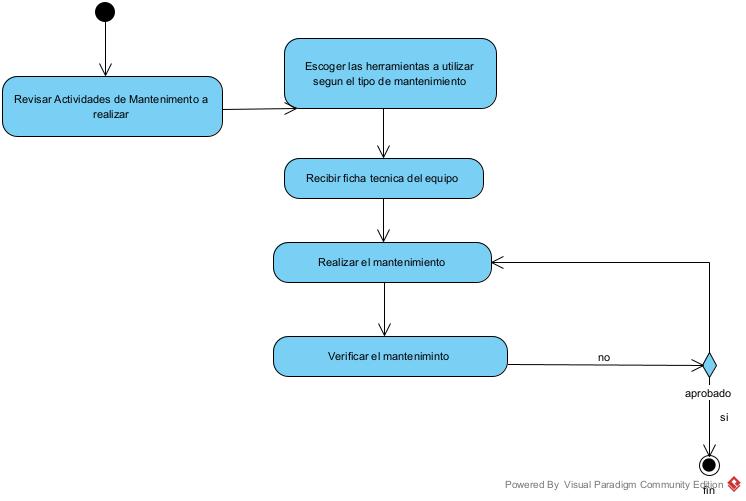 Escoger las herramientas a utilizar
segun el tipo de mantenimiento
Revisar Actividades de Mantenimento a
realizar
Recibir ficha tecnica del equipo
Realizar el mantenimiento
Verificar el manteniminto
no
aprobado
si
Powered By Visual Paradigm Community Edition
fin